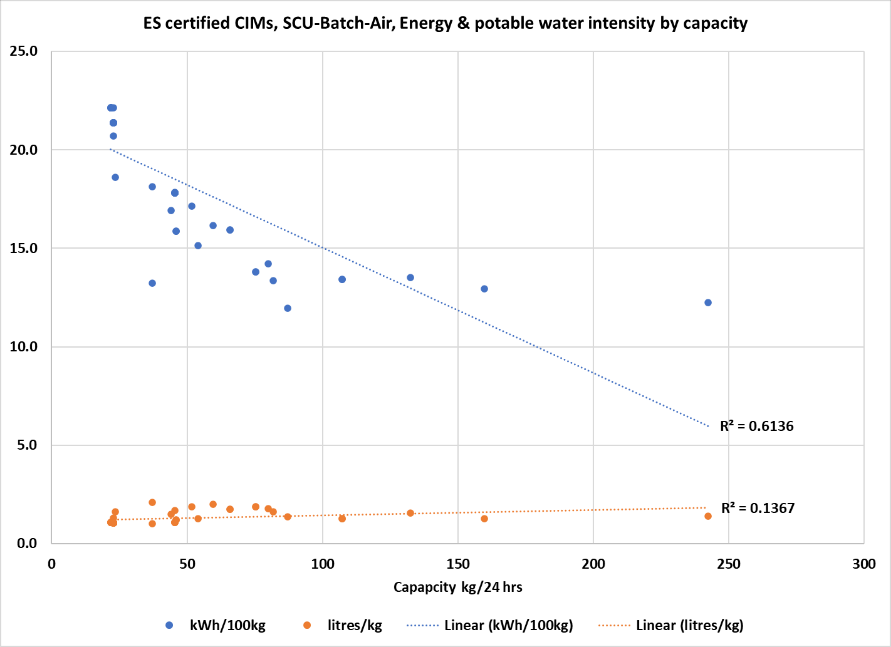 ES certified CIMs, SCU-Batch-Air, Energy & potable water intensity by capacity
25.0
20.0
15.0
10.0
5.0
0.0
R² = 0.6136
R² = 0.1367
0 50 100 150 200 250 300
Capapcity kg/24 hrs
kWh/100kg litres/kg Linear (kWh/100kg) Linear (litres/kg)